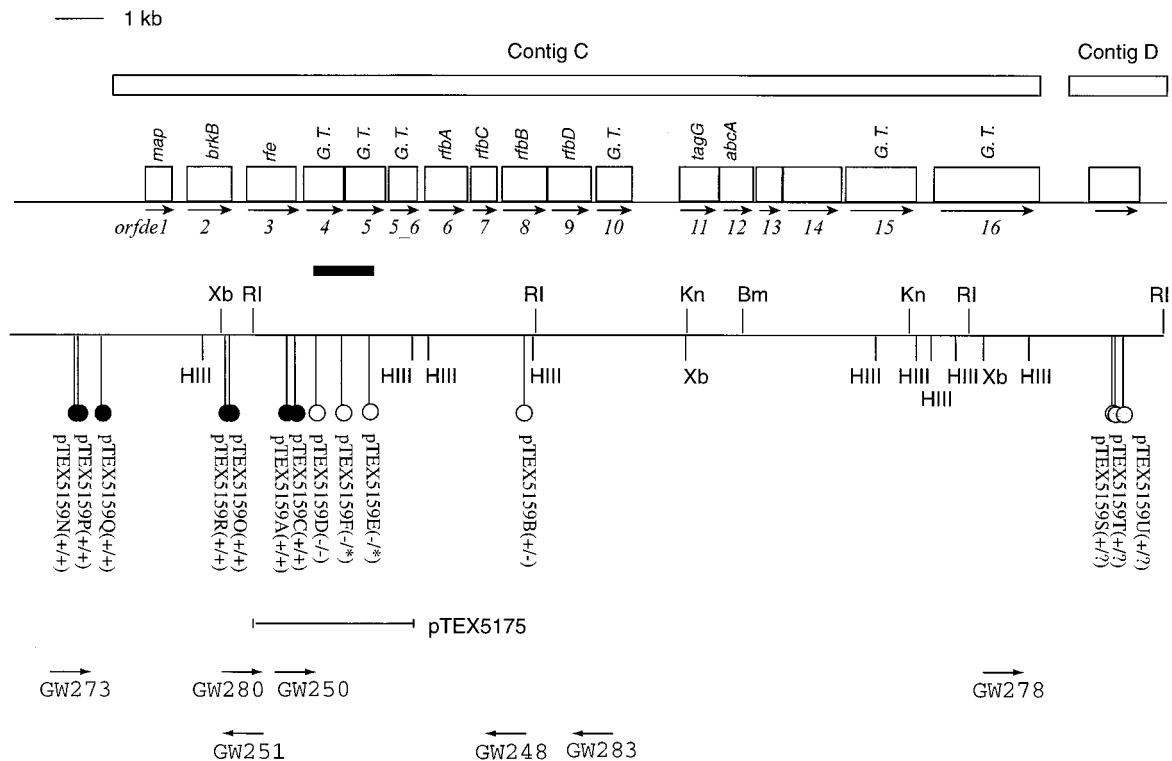 1 kb
Contig C
Contig D
map
brkB
rfe
G. T.
G. T.
G. T.
rfbA
rfbC
rfbB
rfbD
G. T.
tagG
abcA
G. T.
G. T.
orfde1 2 3 4 5 5_6 6 7 8 9 10 11 12 13 14 15 16
Xb RI RI Kn Bm Kn RI RI
HIII HIII HIII HIII Xb HIII HIII HIII Xb HIII
HIII
pTEX5159N(+/+)
pTEX5159P(+/+)
pTEX5159Q(+/+)
pTEX5159R(+/+)
pTEX5159O(+/+)
pTEX5159A(+/+)
pTEX5159C(+/+)
pTEX5159D(-/-)
pTEX5159F(-/*)
pTEX5159E(-/*)
pTEX5159B(+/-)
pTEX5159S(+/?)
pTEX5159T(+/?)
pTEX5159U(+/?)
pTEX5175
GW273 GW280 GW250 GW278
GW251 GW248 GW283